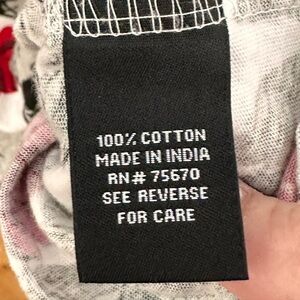 100% COTTON
MADE IN INDIA
RN# 75670
SEE REVERSE
FOR CARE